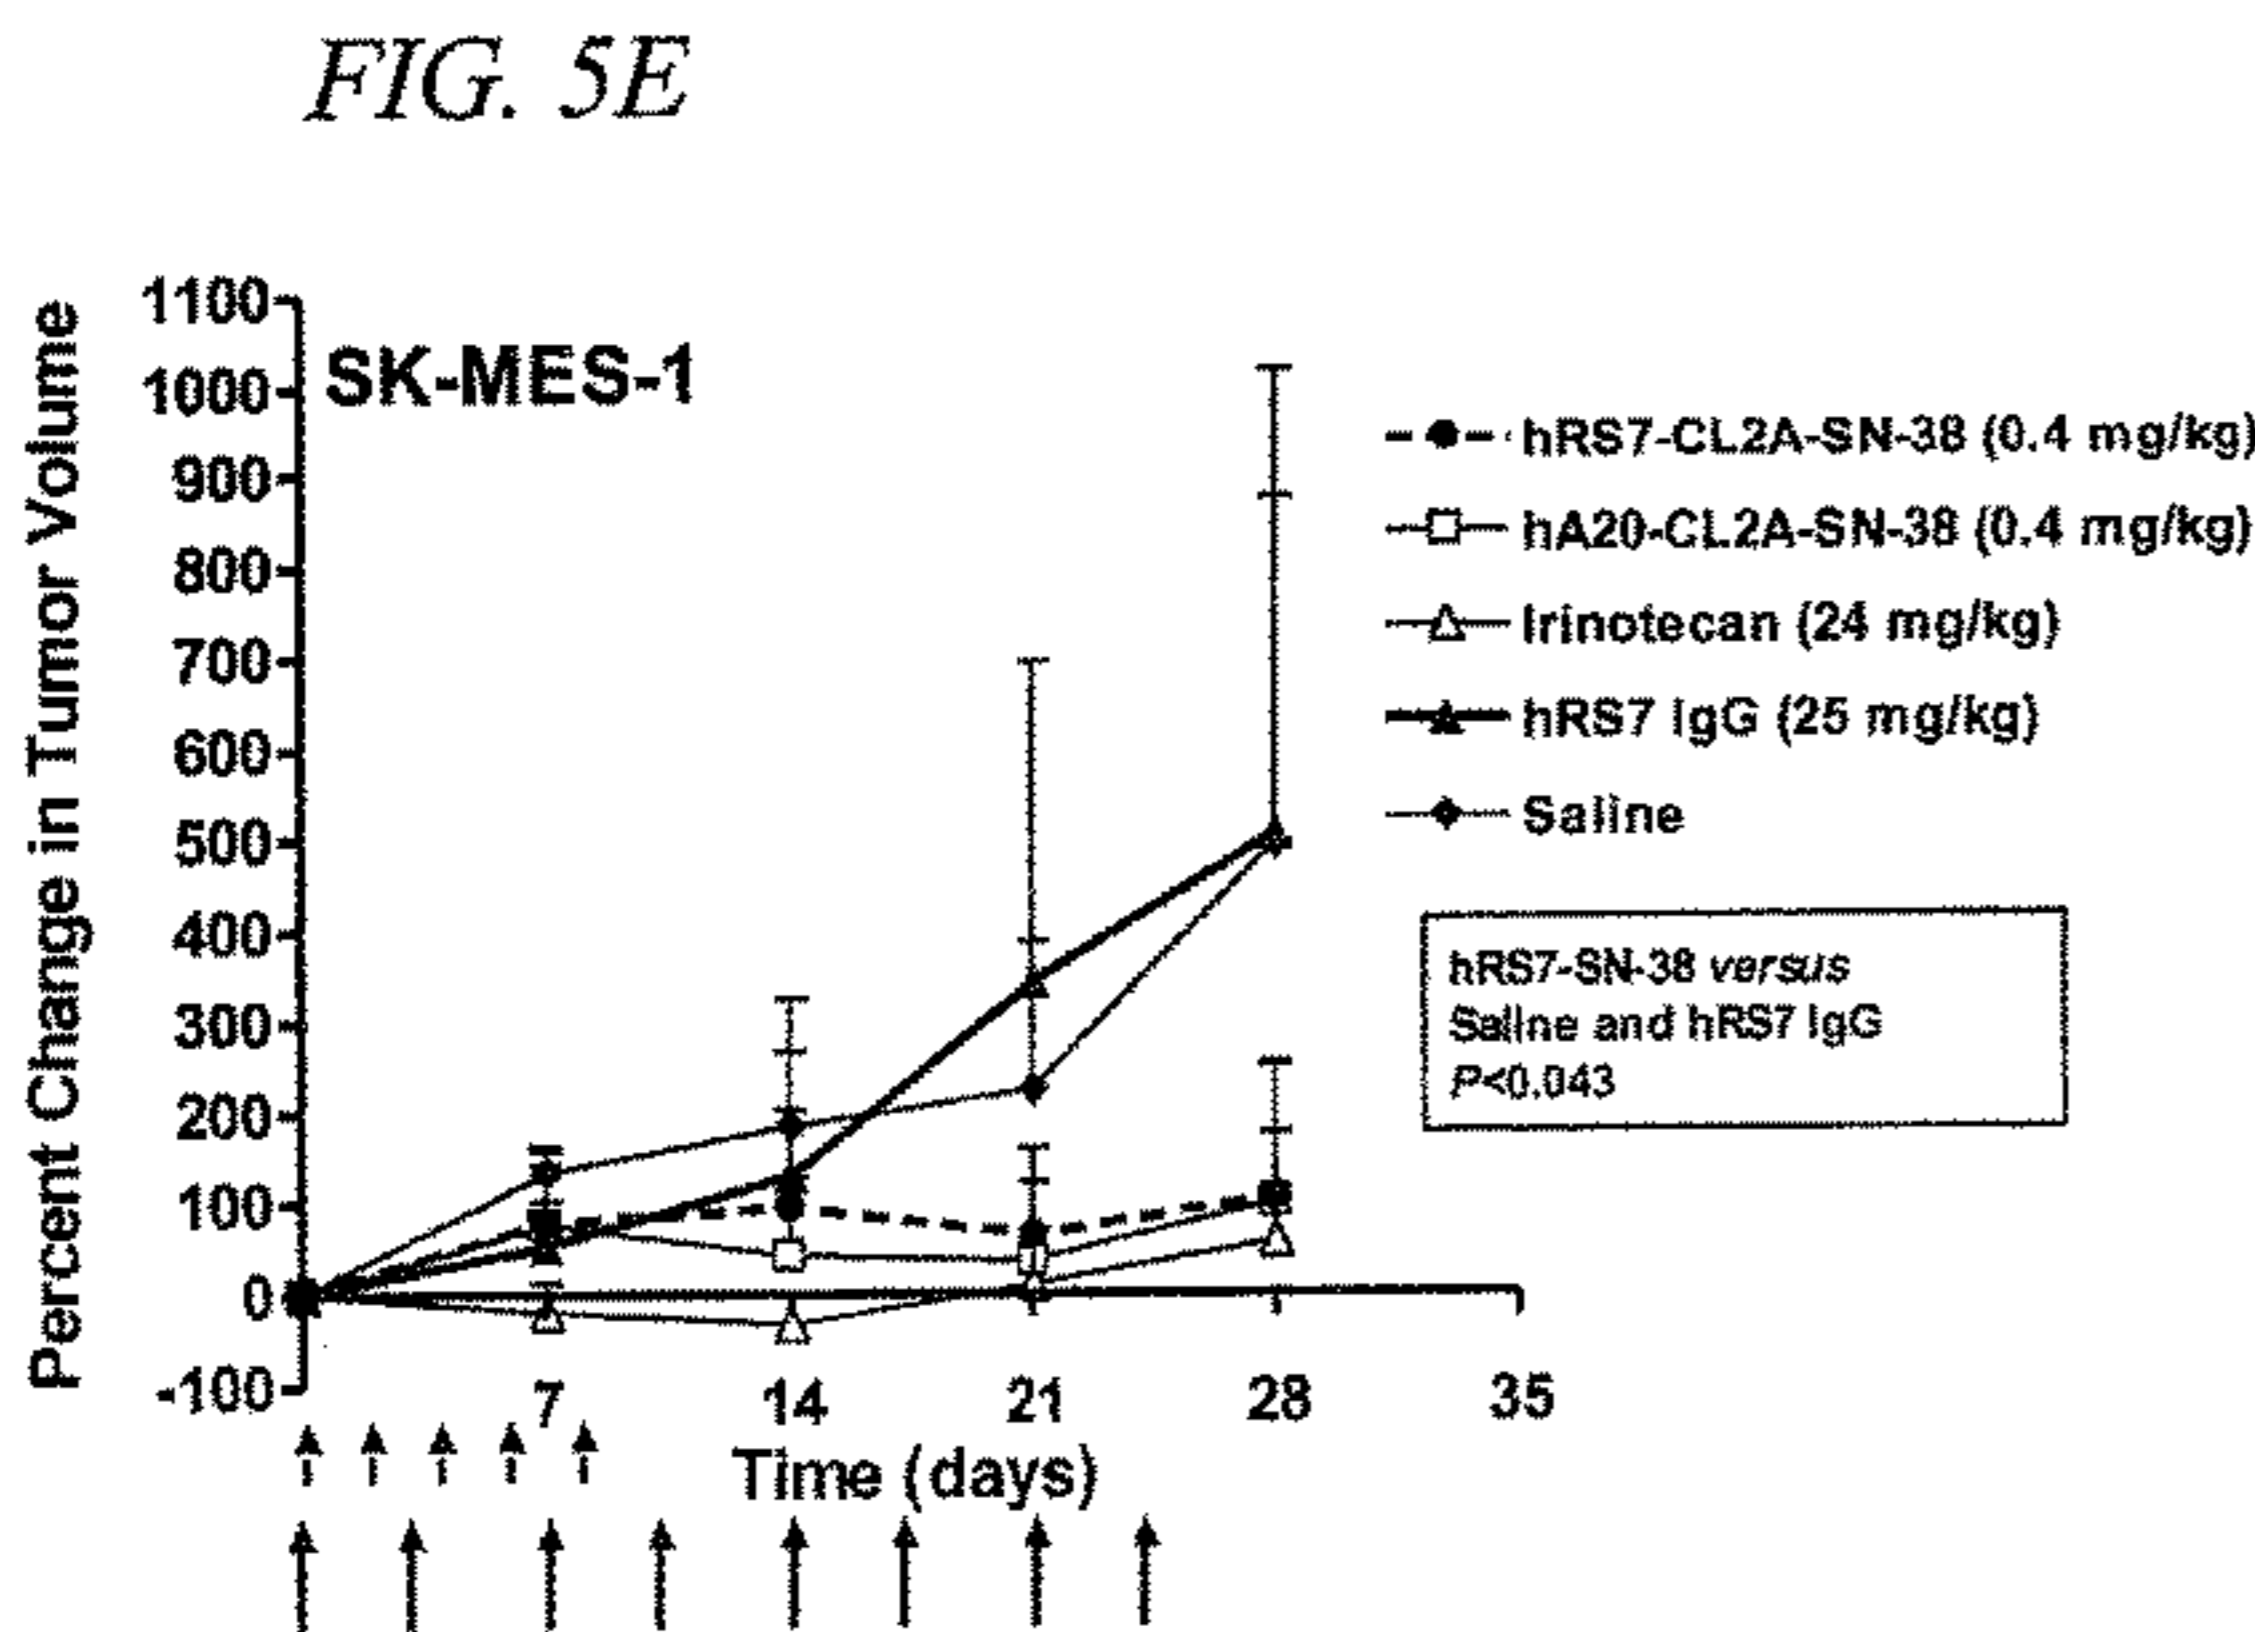 FIG. 5E
Percent Change in Tumor Volume
1100
1000
900
800
700
600
500
400
300
200
100
0
-100
SK-MES-1
7
14
21
28
35
Time (days)
hRS7-CL2A-SN-38 (0.4 mg/kg)
hA20-CL2A-SN-38 (0.4 mg/kg)
Irinotecan (24 mg/kg)
hRS7 IgG (25 mg/kg)
Saline
hRS7-SN-38 versus
Saline and hRS7 IgG
P<0.043